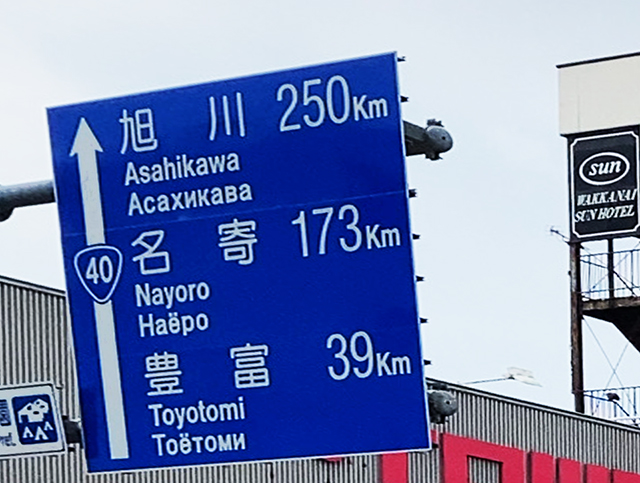 旭川 250Km
Asahikawa
Асахикава
名寄 173Km
40
Nayoro
Наёро
豊富 39Km
Toyotomi
Тоётоми
sun
WAKKANAI
SUN HOTEL